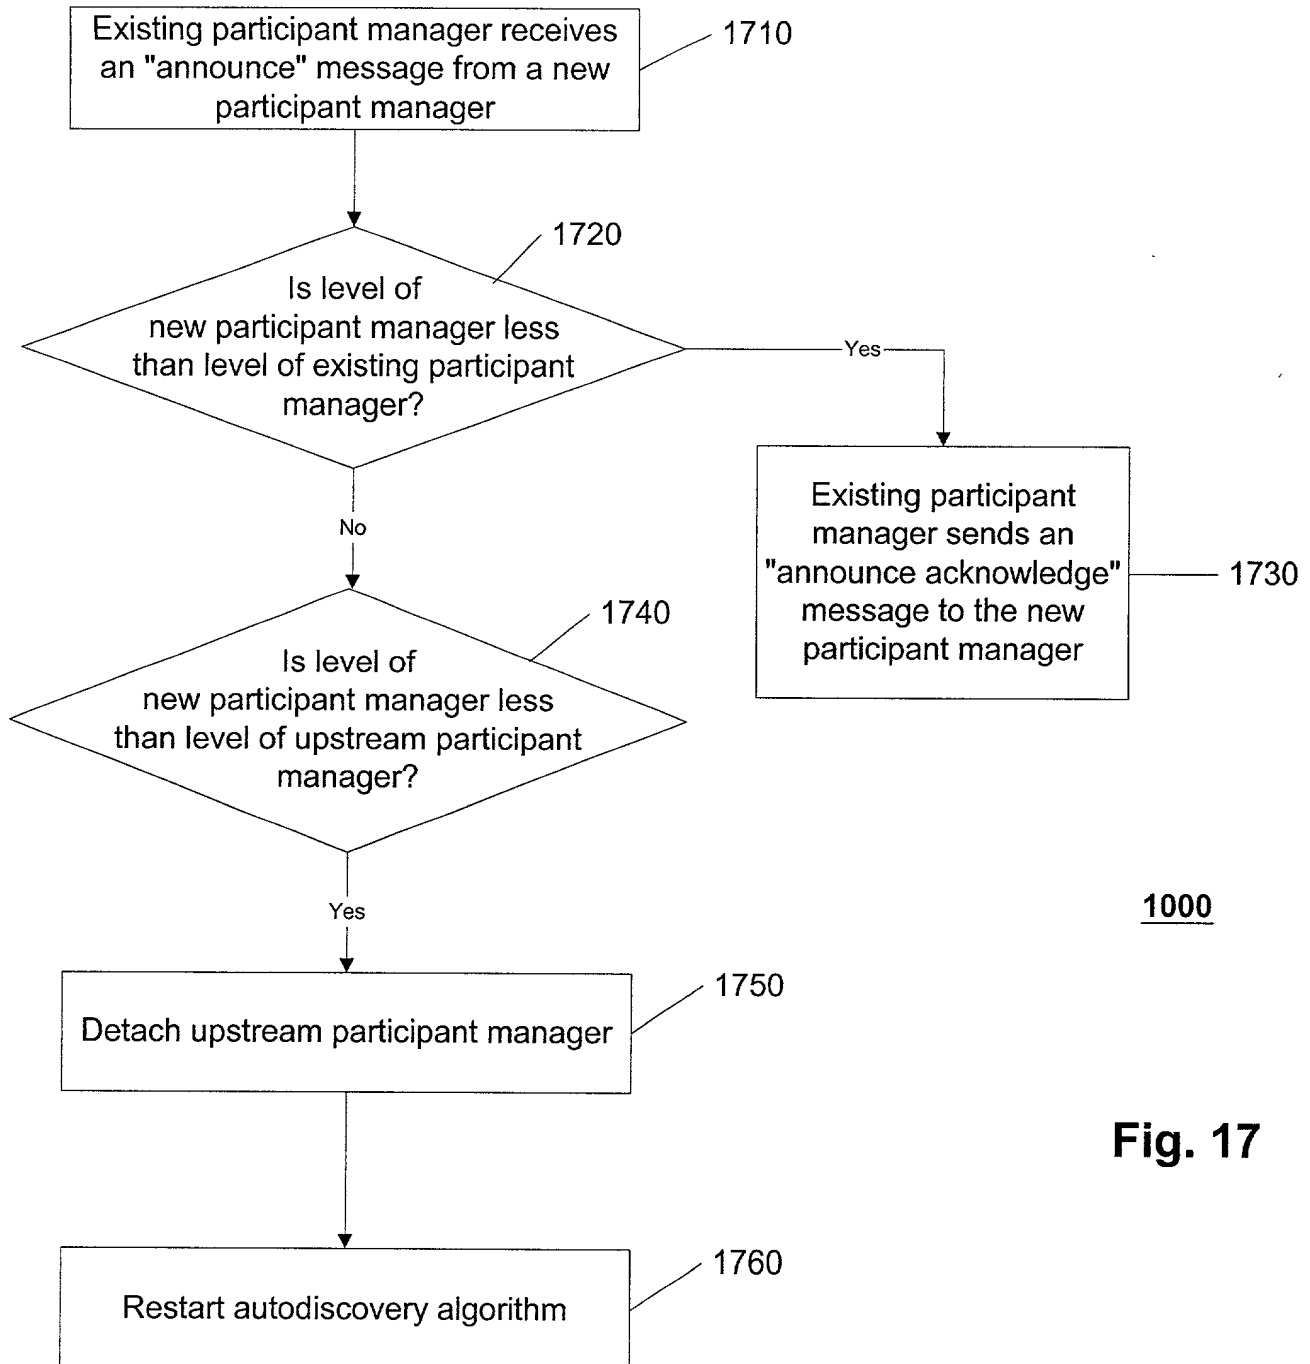 Existing participant manager receives
an "announce" message from a new
participant manager
1710
1720
Is level of
new participant manager less
than level of existing participant
manager?
Yes
Existing participant
manager sends an
"announce acknowledge"
message to the new
participant manager
1730
No
1740
Is level of
new participant manager less
than level of upstream participant
manager?
Yes
1000
1750
Detach upstream participant manager
Fig. 17
1760
Restart autodiscovery algorithm